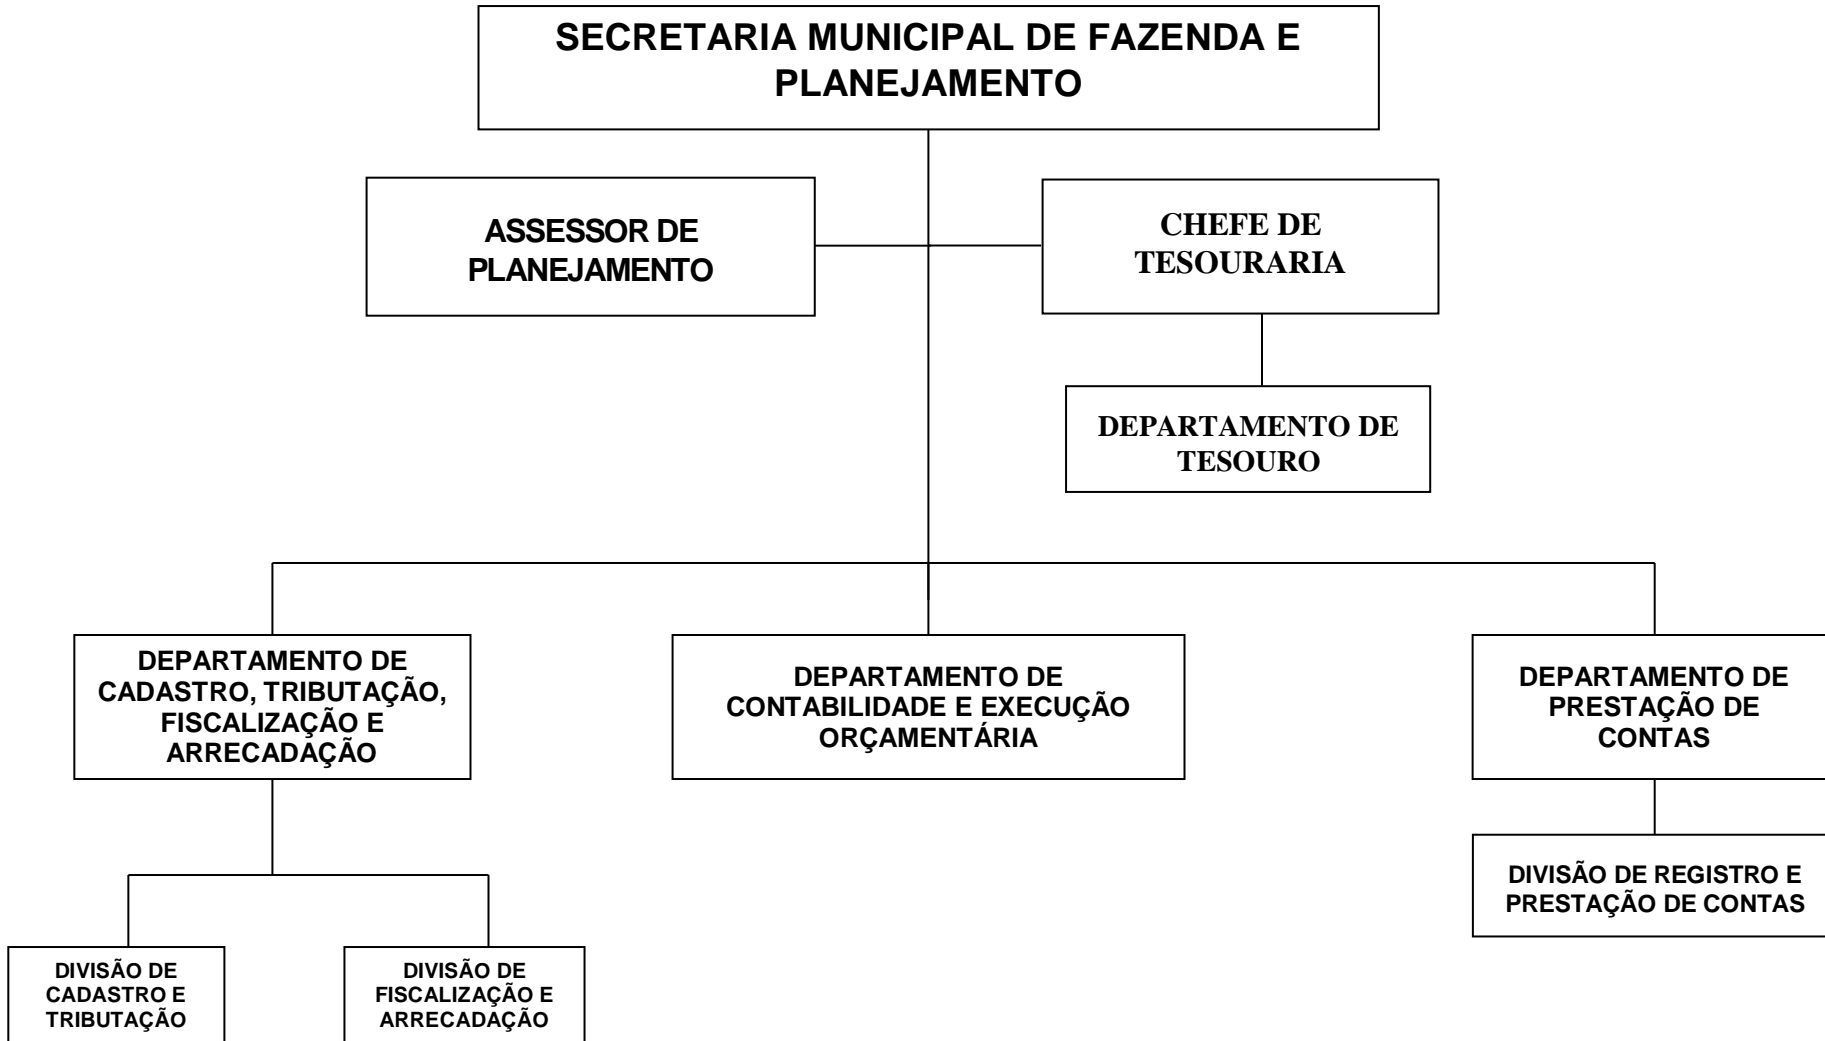 SECRETARIA MUNICIPAL DE FAZENDA E
PLANEJAMENTO
ASSESSOR DE
PLANEJAMENTO
CHEFE DE
TESOURARIA
DEPARTAMENTO DE
TESOURO
DEPARTAMENTO DE
CADASTRO, TRIBUTAÇÃO,
FISCALIZAÇÃO E
ARRECADAÇÃO
DEPARTAMENTO DE
CONTABILIDADE E EXECUÇÃO
ORÇAMENTÁRIA
DEPARTAMENTO DE
PRESTAÇÃO DE
CONTAS
DIVISÃO DE REGISTRO E
PRESTAÇÃO DE CONTAS
DIVISÃO DE
CADASTRO E
TRIBUTAÇÃO
DIVISÃO DE
FISCALIZAÇÃO E
ARRECADAÇÃO